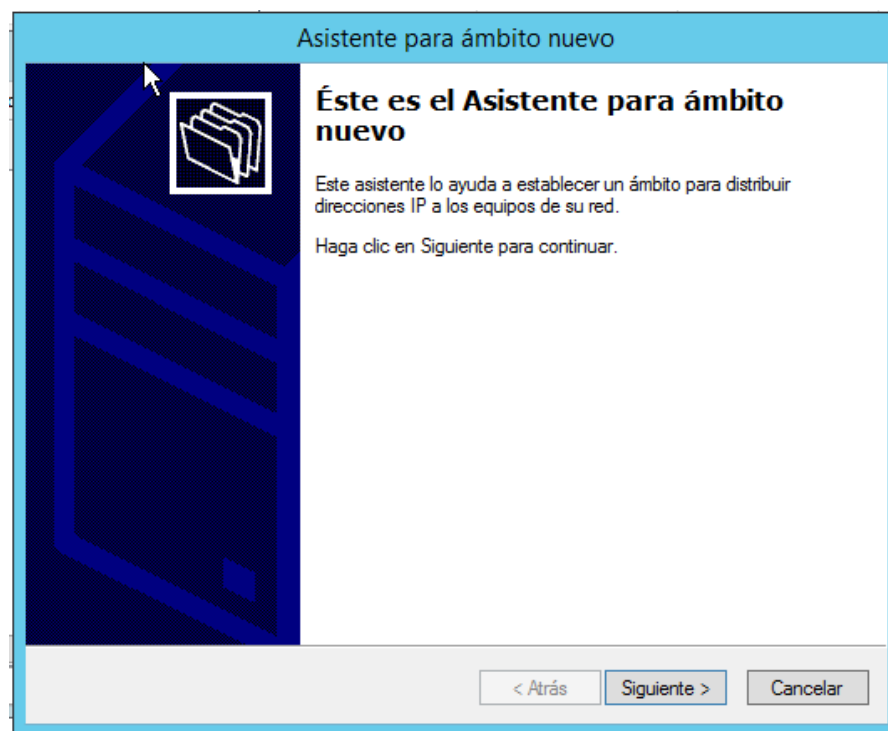 Asistente para ámbito nuevo
Éste es el Asistente para ámbito
nuevo
Este asistente lo ayuda a establecer un ámbito para distribuir
direcciones IP a los equipos de su red.
Haga clic en Siguiente para continuar.
< Atrás
Siguiente >
Cancelar